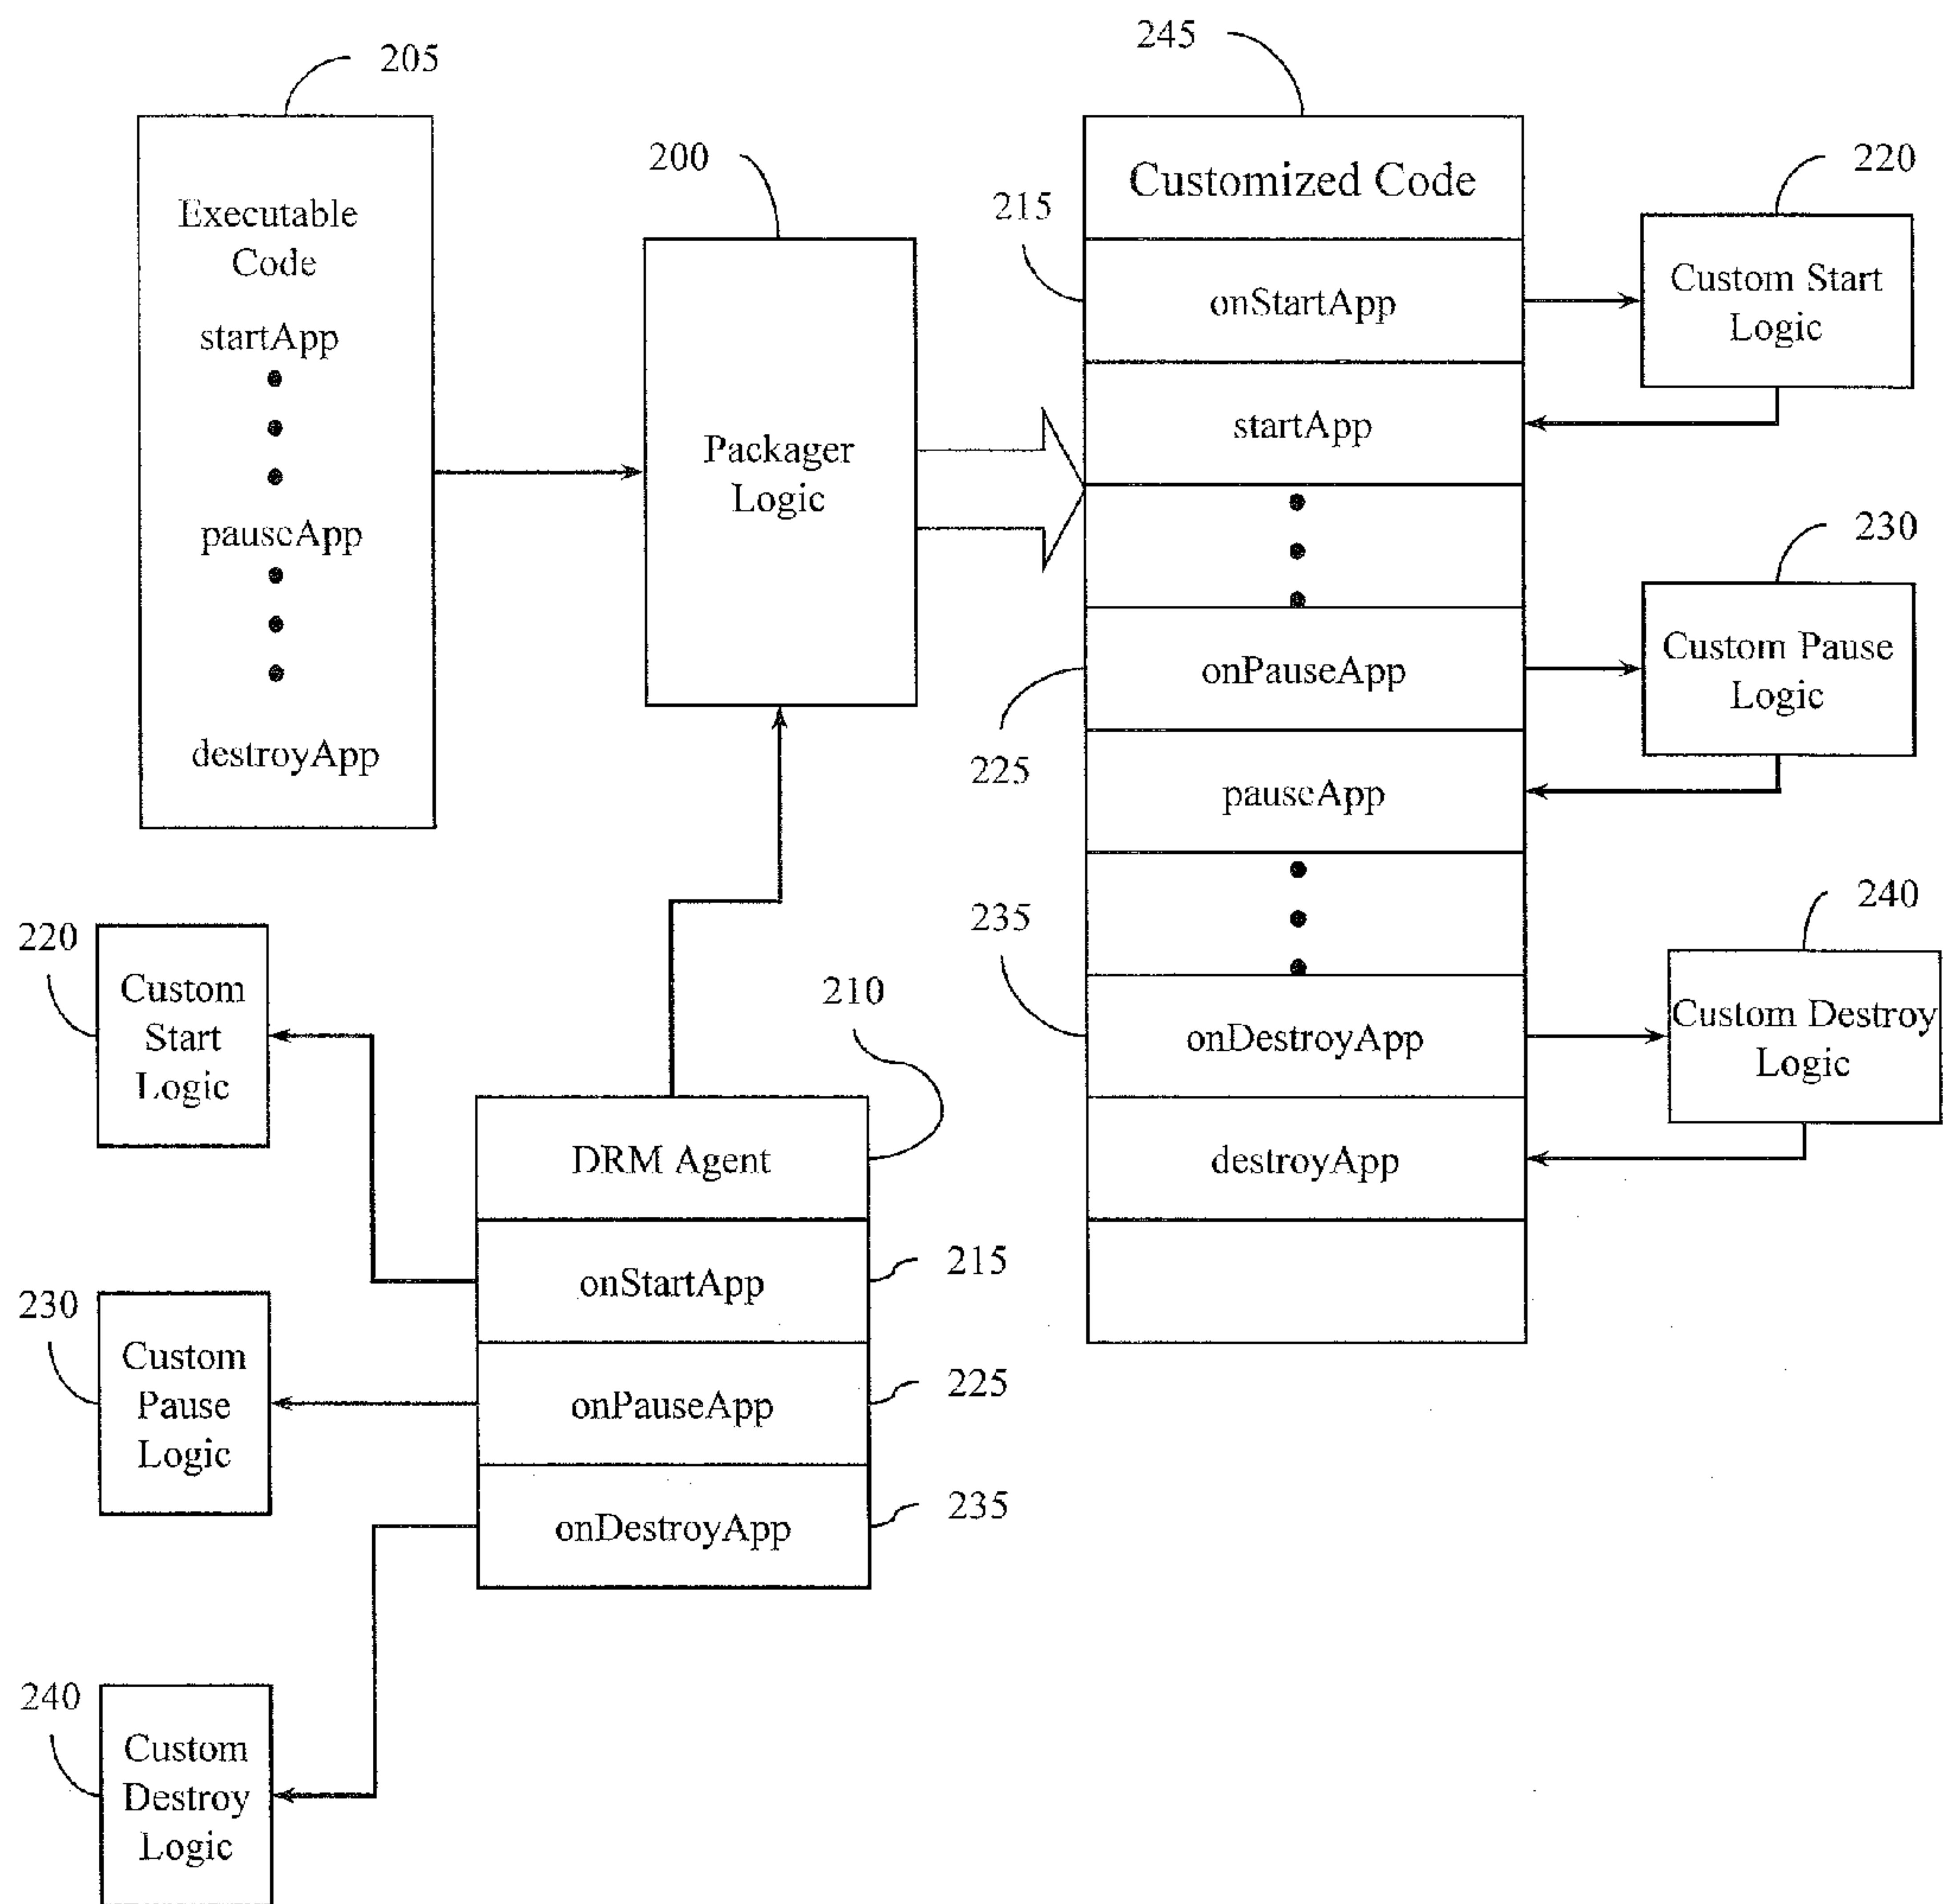 205
Executable
Code
startApp
pauseApp
destroyApp
200
Packager
Logic
245
Customized Code
215
onStartApp
startApp
225
onPauseApp
pauseApp
235
onDestroyApp
destroyApp
220
Custom Start
Logic
230
Custom Pause
Logic
240
Custom Destroy
Logic
220
Custom
Start
Logic
230
Custom
Pause
Logic
240
Custom
Destroy
Logic
210
DRM Agent
onStartApp
215
onPauseApp
225
onDestroyApp
235